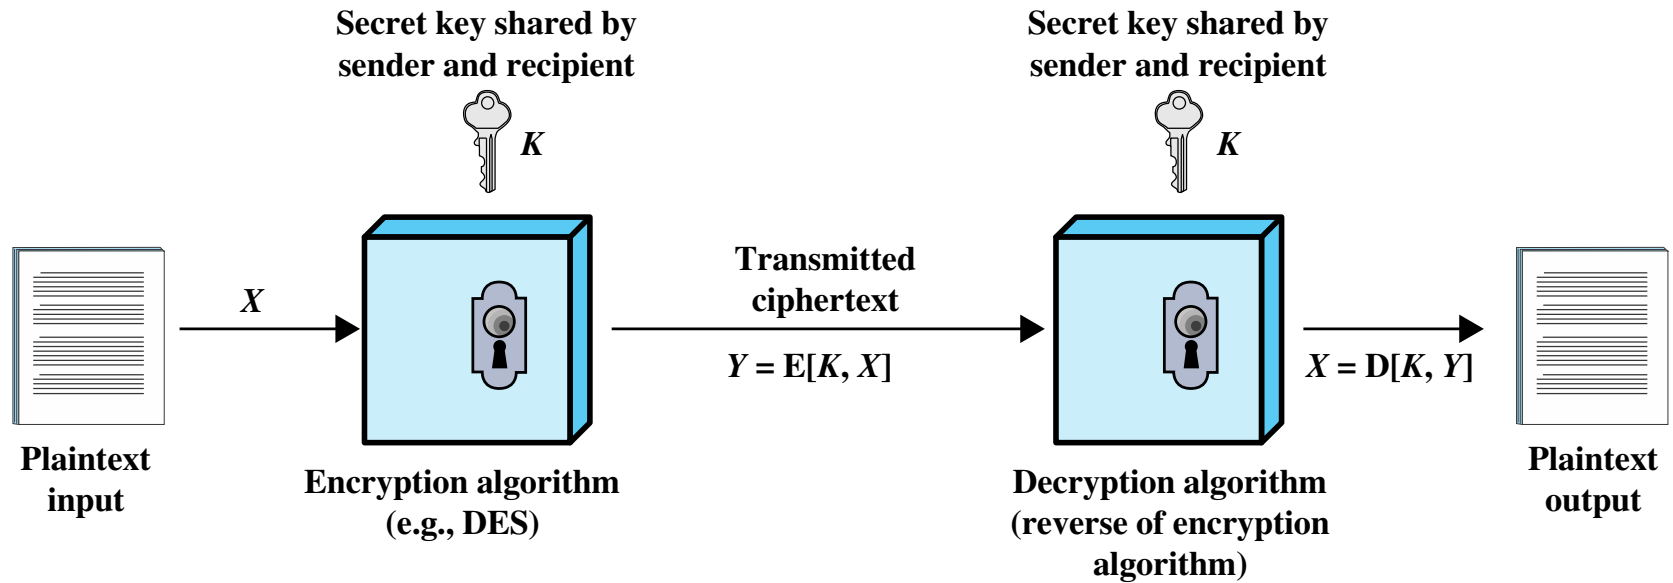 Secret key shared by
sender and recipient
K
Secret key shared by
sender and recipient
K
X
Transmitted
ciphertext
Y = E[K, X]
X = D[K, Y]
Plaintext
input
Encryption algorithm
(e.g., DES)
Decryption algorithm
(reverse of encryption
algorithm)
Plaintext
output